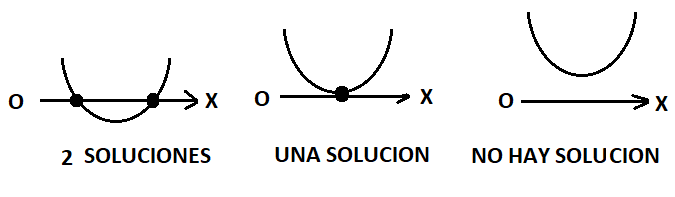 O X
2 SOLUCIONES
O X
UNA SOLUCION
O X
NO HAY SOLUCION